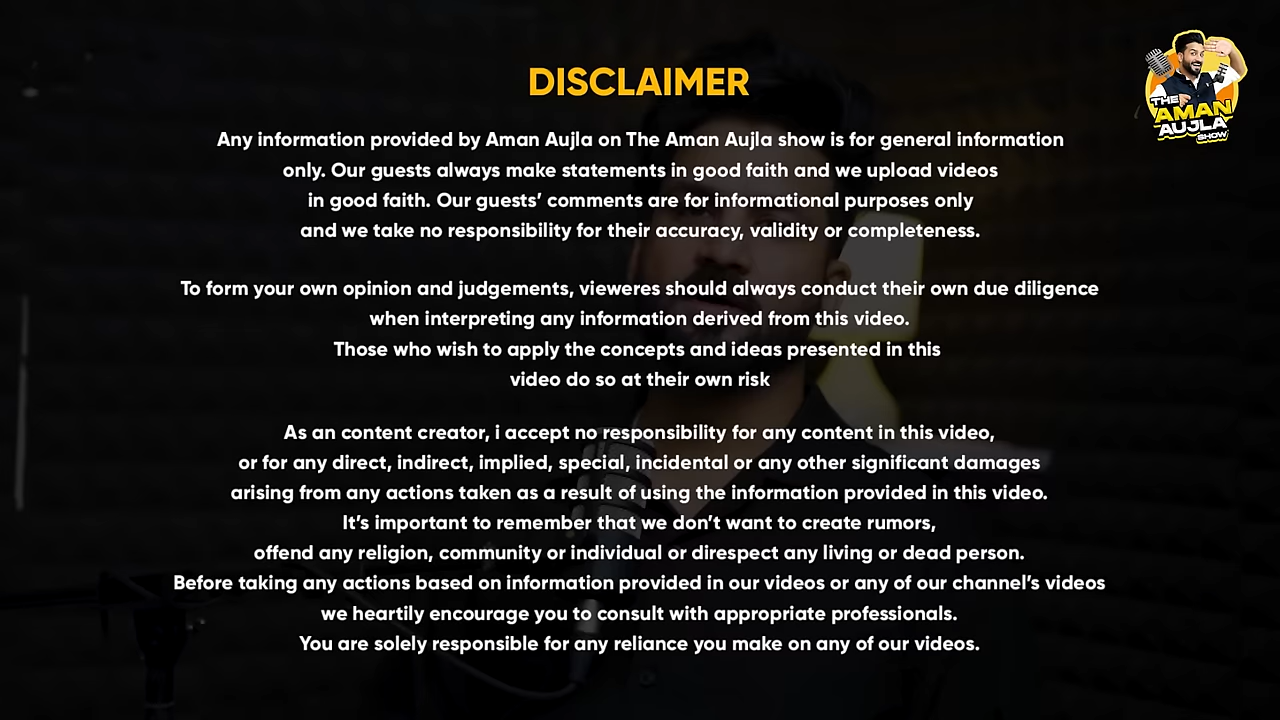 DISCLAIMER
THE
AMAN
AUJLA
SHOW
Any information provided by Aman Aujla on The Aman Aujla show is for general information
only. Our guests always make statements in good faith and we upload videos
in good faith. Our guests’ comments are for informational purposes only
and we take no responsibility for their accuracy, validity or completeness.
To form your own opinion and judgements, vieweres should always conduct their own due diligence
when interpreting any information derived from this video.
Those who wish to apply the concepts and ideas presented in this
video do so at their own risk
As an content creator, i accept no responsibility for any content in this video,
or for any direct, indirect, implied, special, incidental or any other significant damages
arising from any actions taken as a result of using the information provided in this video.
It’s important to remember that we don’t want to create rumors,
offend any religion, community or individual or direspect any living or dead person.
Before taking any actions based on information provided in our videos or any of our channel’s videos
we heartily encourage you to consult with appropriate professionals.
You are solely responsible for any reliance you make on any of our videos.